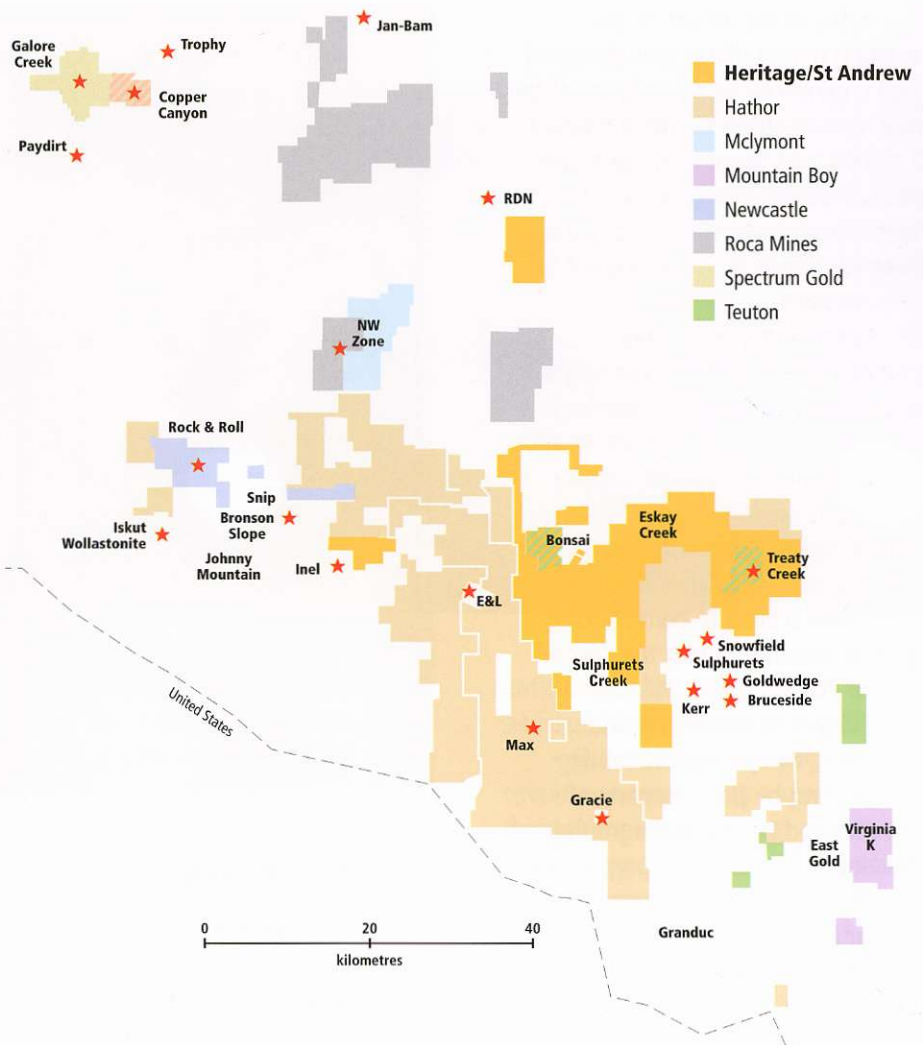 Jan-Bam
Galore
Creek
Trophy
Copper
Canyon
Paydirt
Heritage/St Andrew
Hathor
Mclymont
Mountain Boy
Newcastle
Roca Mines
Spectrum Gold
Teuton
RDN
NW
Zone
Rock & Roll
Snip
Bronson
Slope
Iskut
Wollastonite
Johnny
Mountain
Inel
Bonsai
Eskay
Creek
Treaty
Creek
E&L
Snowfield
Sulphurets
Sulphurets
Creek
Goldwedge
Kerr
Bruceside
United States
Max
Gracie
East
Gold
Virginia
K
Granduc
0 20 40
kilometres